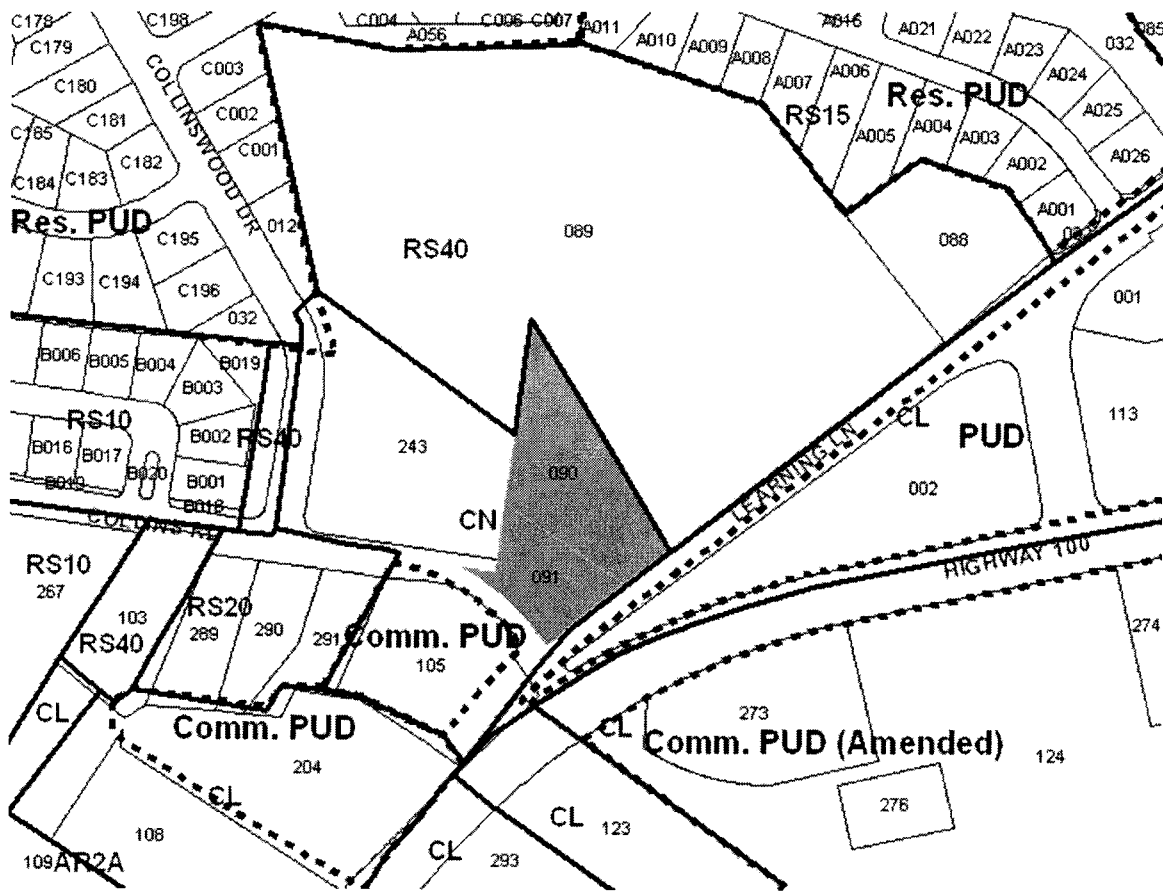 C178
C198
C004
C006
C007
A011
A016
A021
A022
032
085
C179
A056
A010
A009
A008
A023
C180
COLLINSWOOD DR
C003
A007
A006
A024
Res. PUD
C185
C181
C002
RS15
A004
A025
C182
C001
A005
A003
C184
C183
A002
A026
Res. PUD
012
A001
C195
RS40
089
088
C193
C194
C196
001
032
B006
B005
B004
B019
B003
RS10
B002
RS40
243
090
LEARNING LN
CL
PUD
113
B016
B017
B020
B001
002
B018
CN
COLLINS RD
HIGHWAY 100
RS10
267
091
103
RS20
289
290
291
Comm. PUD
105
274
RS40
CL
Comm. PUD
273
CL
Comm. PUD (Amended)
204
124
CL
276
108
CL
123
109
AR2A
CL
293